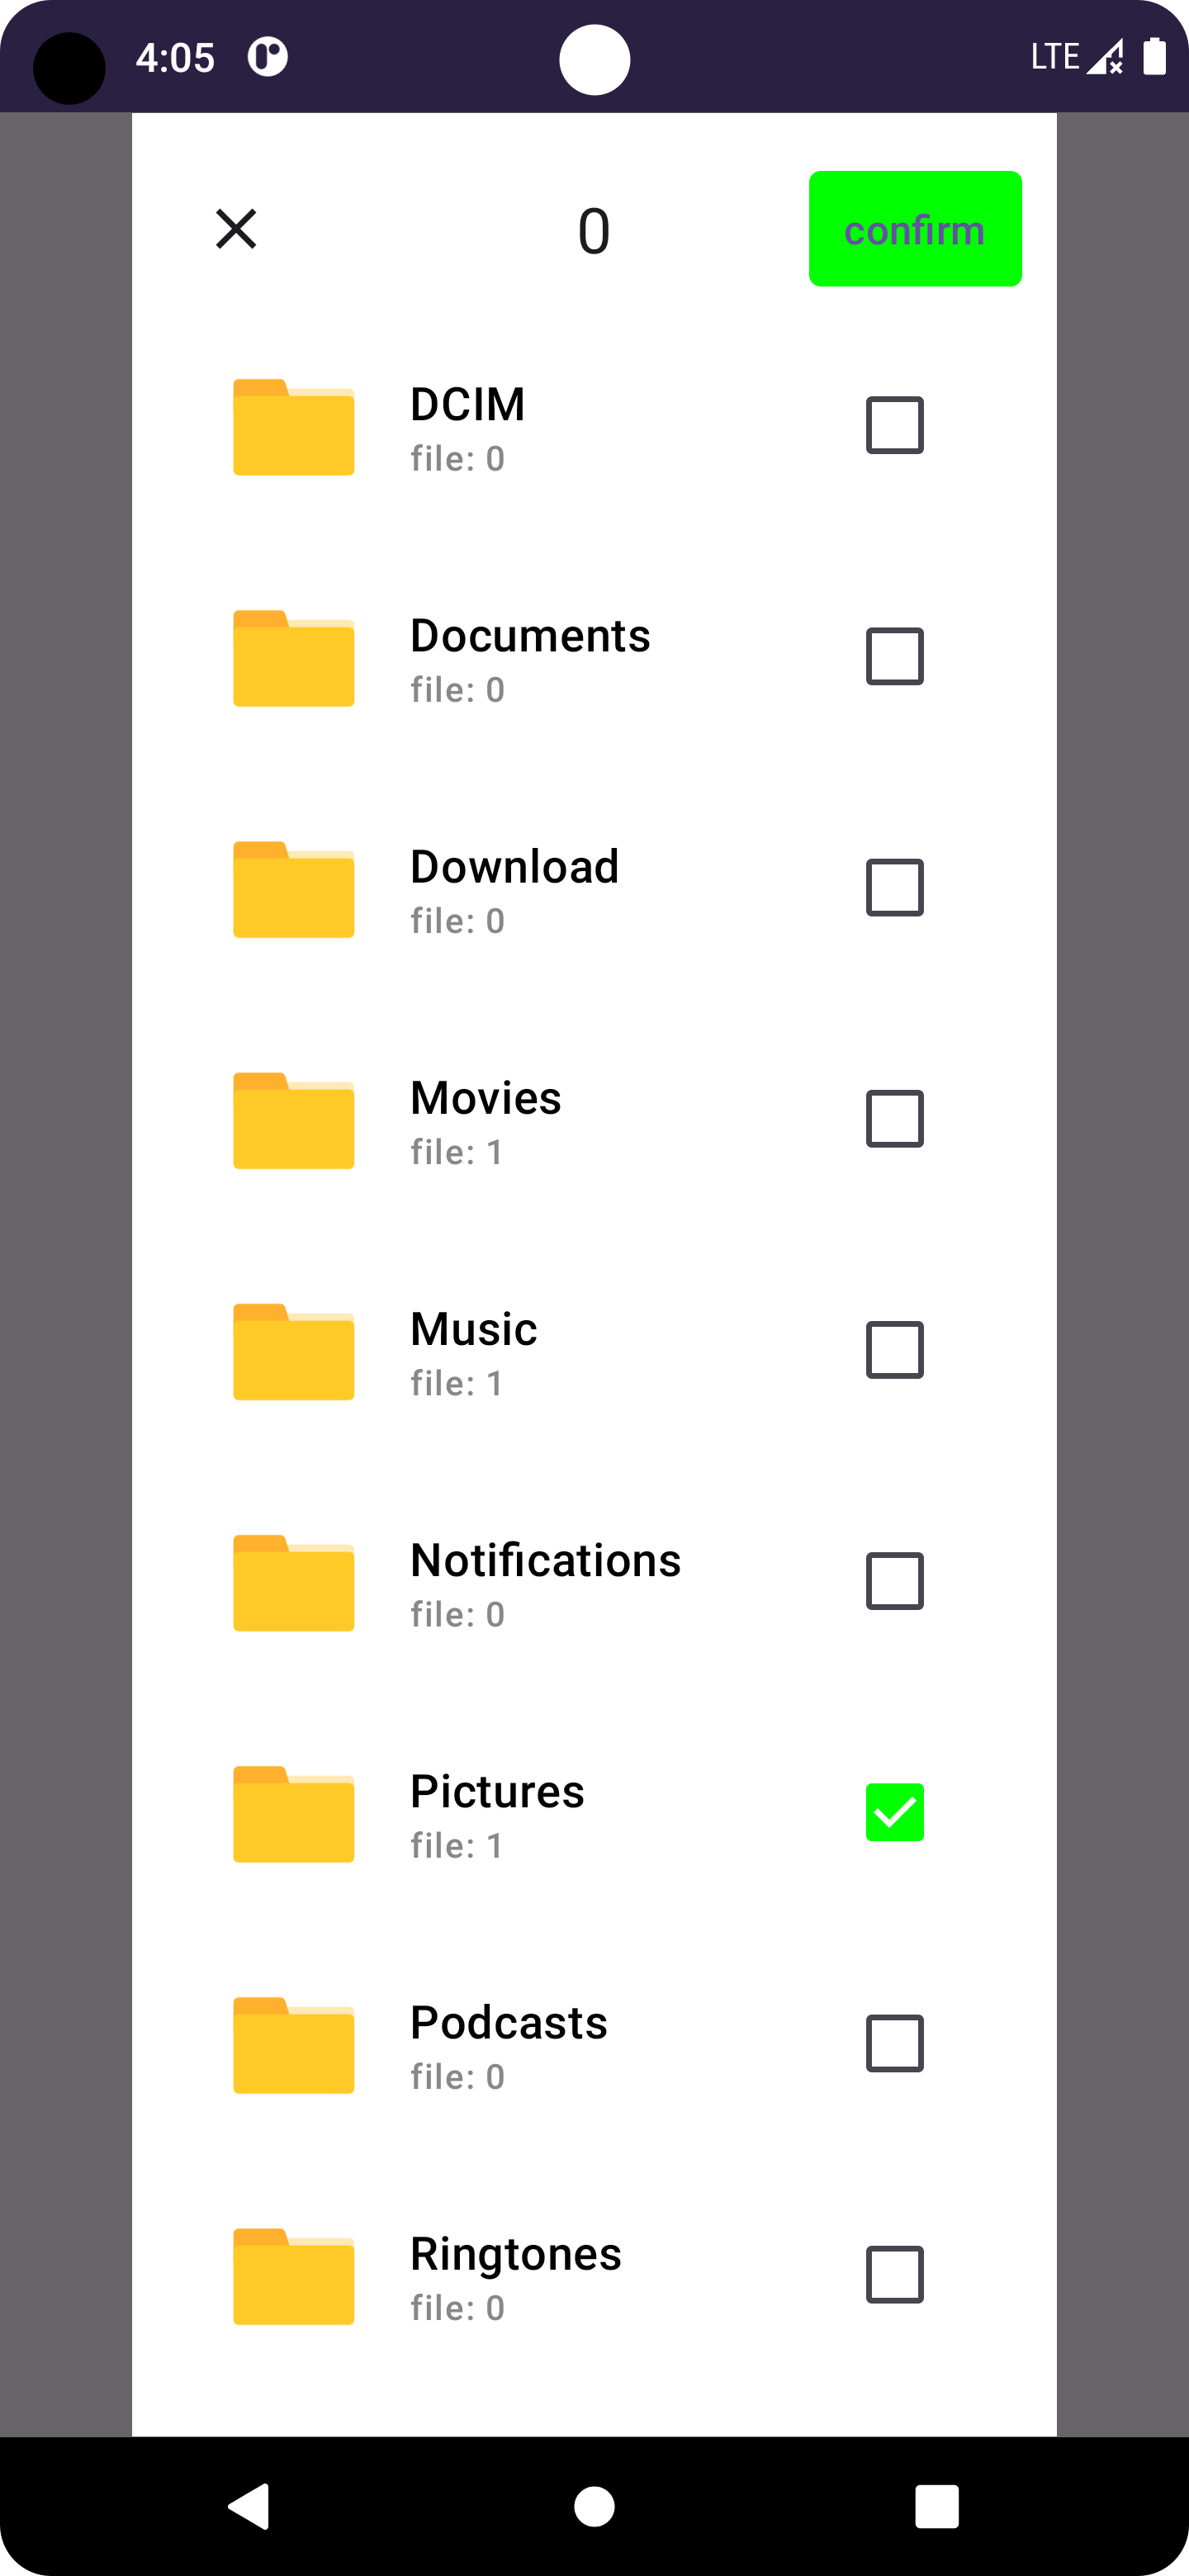 4:05
LTE
0
confirm
DCIM
file: 0
Documents
file: 0
Download
file: 0
Movies
file: 1
Music
file: 1
Notifications
file: 0
Pictures
file: 1
Podcasts
file: 0
Ringtones
file: 0